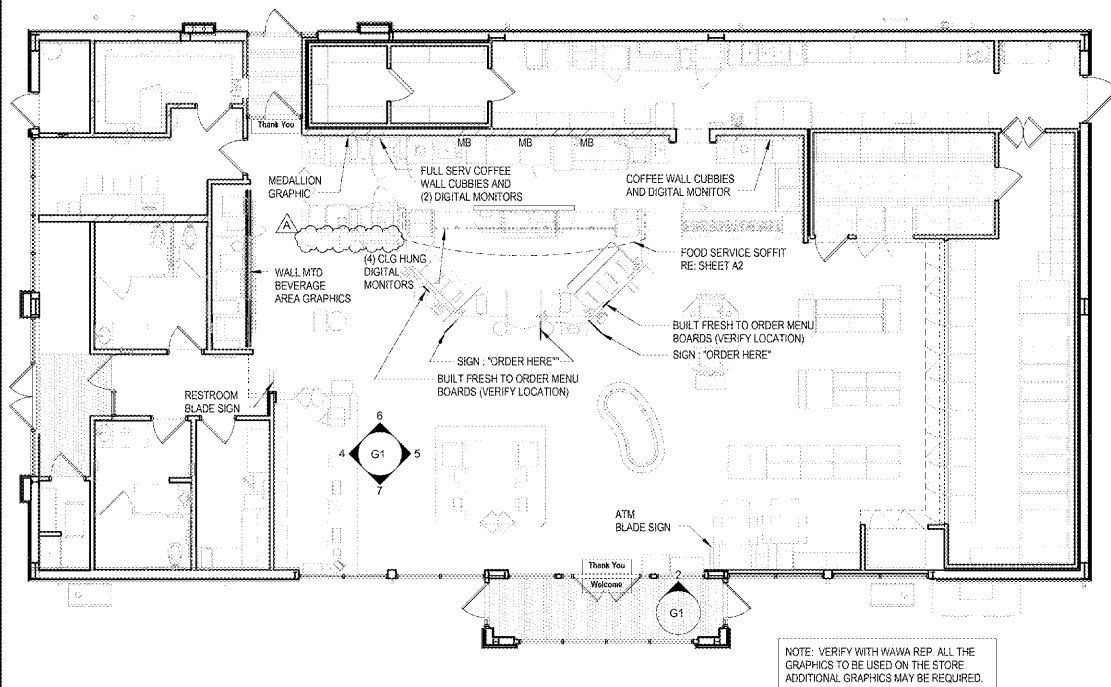 Thank You
MB
MB
MB
MEDALLION
GRAPHIC
FULL SERV COFFEE
WALL CUBBIES AND
(2) DIGITAL MONITORS
COFFEE WALL CUBBIES
AND DIGITAL MONITOR
A
(4) CLG HUNG
DIGITAL
MONITORS
WALL MTD
BEVERAGE
AREA GRAPHICS
FOOD SERVICE SOFFIT
RE: SHEET A2
BUILT FRESH TO ORDER MENU
BOARDS (VERIFY LOCATION)
SIGN : "ORDER HERE"
SIGN : "ORDER HERE""
BUILT FRESH TO ORDER MENU
BOARDS (VERIFY LOCATION)
RESTROOM
BLADE SIGN
6
4
G1
5
7
ATM
BLADE SIGN
Thank You
Welcome
2
G1
NOTE: VERIFY WITH WAWA REP. ALL THE
GRAPHICS TO BE USED ON THE STORE
ADDITIONAL GRAPHICS MAY BE REQUIRED.